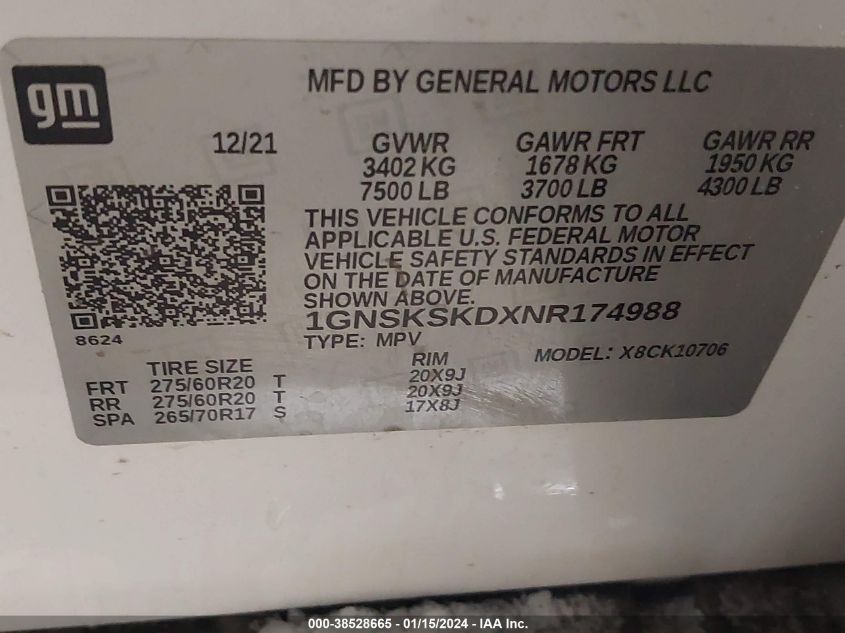 gm
MFD BY GENERAL MOTORS LLC
12/21 GVWR GAWR FRT GAWR RR
3402 KG 1678 KG 1950 KG
7500 LB 3700 LB 4300 LB
THIS VEHICLE CONFORMS TO ALL
APPLICABLE U.S. FEDERAL MOTOR
VEHICLE SAFETY STANDARDS IN EFFECT
ON THE DATE OF MANUFACTURE
SHOWN ABOVE.
1GNSKSKDXNR174988
8624
TYPE: MPV MODEL: X8CK10706
TIRE SIZE RIM
FRT 275/60R20 T 20X9J
RR 275/60R20 T 20X9J
SPA 265/70R17 S 17X8J
000-38528665 - 01/15/2024 - IAA Inc.